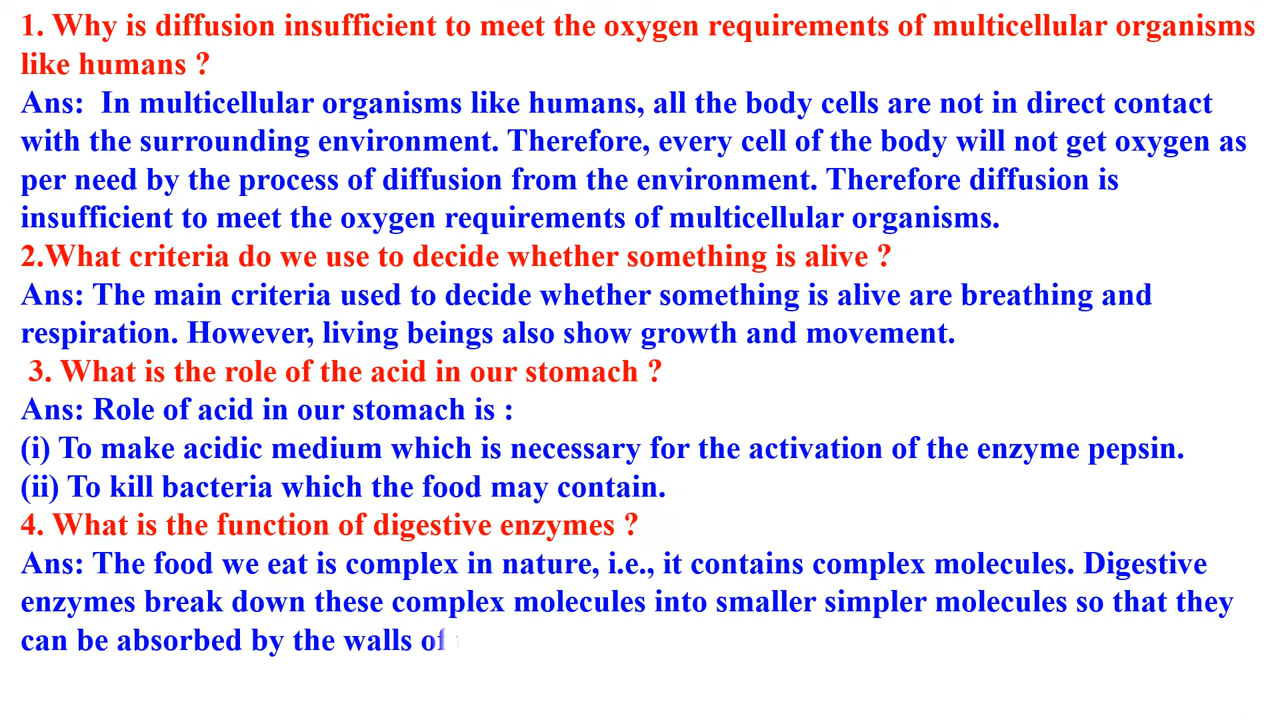 1. Why is diffusion insufficient to meet the oxygen requirements of multicellular organisms
like humans ?
Ans:  In multicellular organisms like humans, all the body cells are not in direct contact
with the surrounding environment. Therefore, every cell of the body will not get oxygen as
per need by the process of diffusion from the environment. Therefore diffusion is
insufficient to meet the oxygen requirements of multicellular organisms.
2.What criteria do we use to decide whether something is alive ?
Ans: The main criteria used to decide whether something is alive are breathing and
respiration. However, living beings also show growth and movement.
3. What is the role of the acid in our stomach ?
Ans: Role of acid in our stomach is :
(i) To make acidic medium which is necessary for the activation of the enzyme pepsin.
(ii) To kill bacteria which the food may contain.
4. What is the function of digestive enzymes ?
Ans: The food we eat is complex in nature, i.e., it contains complex molecules. Digestive
enzymes break down these complex molecules into smaller simpler molecules so that they
can be absorbed by the walls of